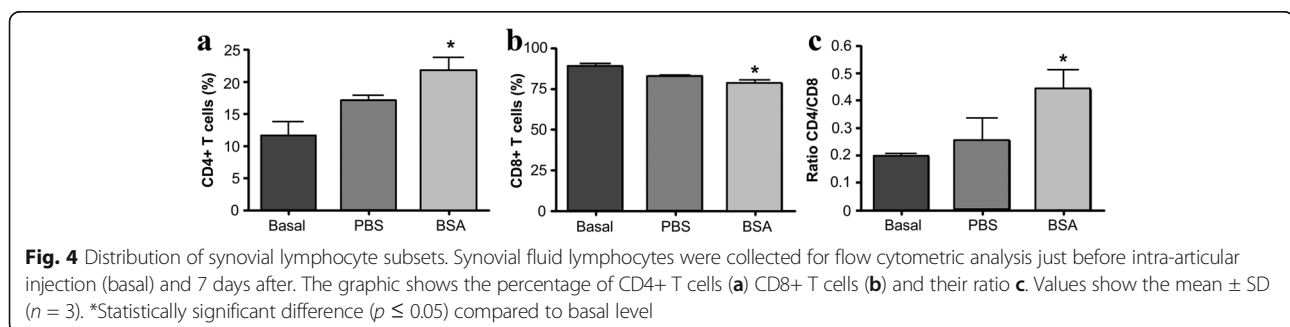 a
b
c
*
*
*
CD4+ T cells (%)
25
20
15
10
5
0
Basal
PBS
BSA
CD8+ T cells (%)
100
75
50
25
0
Basal
PBS
BSA
Ratio CD4/CD8
0.6
0.5
0.4
0.3
0.2
0.2
0
Basal
PBS
BSA
Fig. 4 Distribution of synovial lymphocyte subsets. Synovial fluid lymphocytes were collected for flow cytometric analysis just before intra-articular
injection (basal) and 7 days after. The graphic shows the percentage of CD4+ T cells (a) CD8+ T cells (b) and their ratio c. Values show the mean ± SD
(n = 3). *Statistically significant difference (p ≤ 0.05) compared to basal level